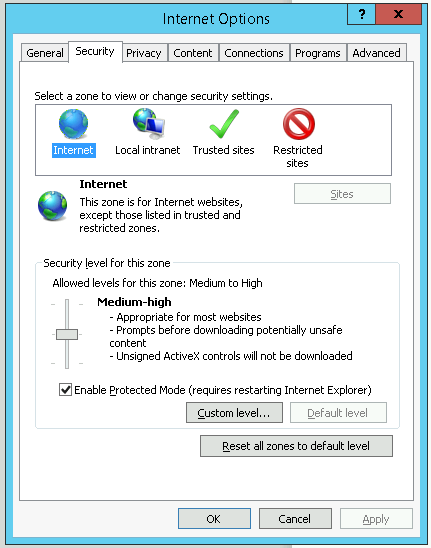 Internet Options
? x
General Security Privacy Content Connections Programs Advanced
Select a zone to view or change security settings.
Internet Local intranet Trusted sites Restricted
sites
Internet
Sites
This zone is for Internet websites,
except those listed in trusted and
restricted zones.
Security level for this zone
Allowed levels for this zone: Medium to High
Medium-high
- Appropriate for most websites
- Prompts before downloading potentially unsafe
content
- Unsigned ActiveX controls will not be downloaded
Enable Protected Mode (requires restarting Internet Explorer)
Custom level... Default level
Reset all zones to default level
OK Cancel Apply